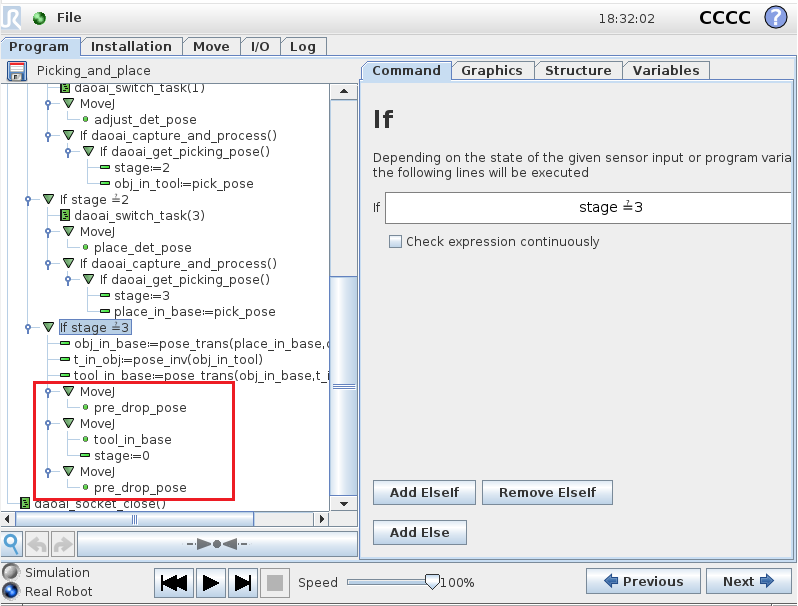 File
18:32:02
CCCC
?
Program
Installation
Move
I/O
Log
Picking_and_place
daoai_switch_task(1)
MoveJ
adjust_det_pose
If daoai_capture_and_process()
If daoai_get_picking_pose()
stage:=2
obj_in_tool:=pick_pose
If stage ≟2
daoai_switch_task(3)
MoveJ
place_det_pose
If daoai_capture_and_process()
If daoai_get_picking_pose()
stage:=3
place_in_base:=pick_pose
If stage ≟3
obj_in_base:=pose_trans(place_in_base,
t_in_obj:=pose_inv(obj_in_tool)
tool_in_base:=pose_trans(obj_in_base,t_i
MoveJ
pre_drop_pose
MoveJ
tool_in_base
stage:=0
MoveJ
pre_drop_pose
daoai_socket_close()
Command
Graphics
Structure
Variables
If
Depending on the state of the given sensor input or program varia
the following lines will be executed
If
stage ≟3
Check expression continuously
Add ElseIf
Remove ElseIf
Add Else
Simulation
Real Robot
Speed
100%
Previous
Next